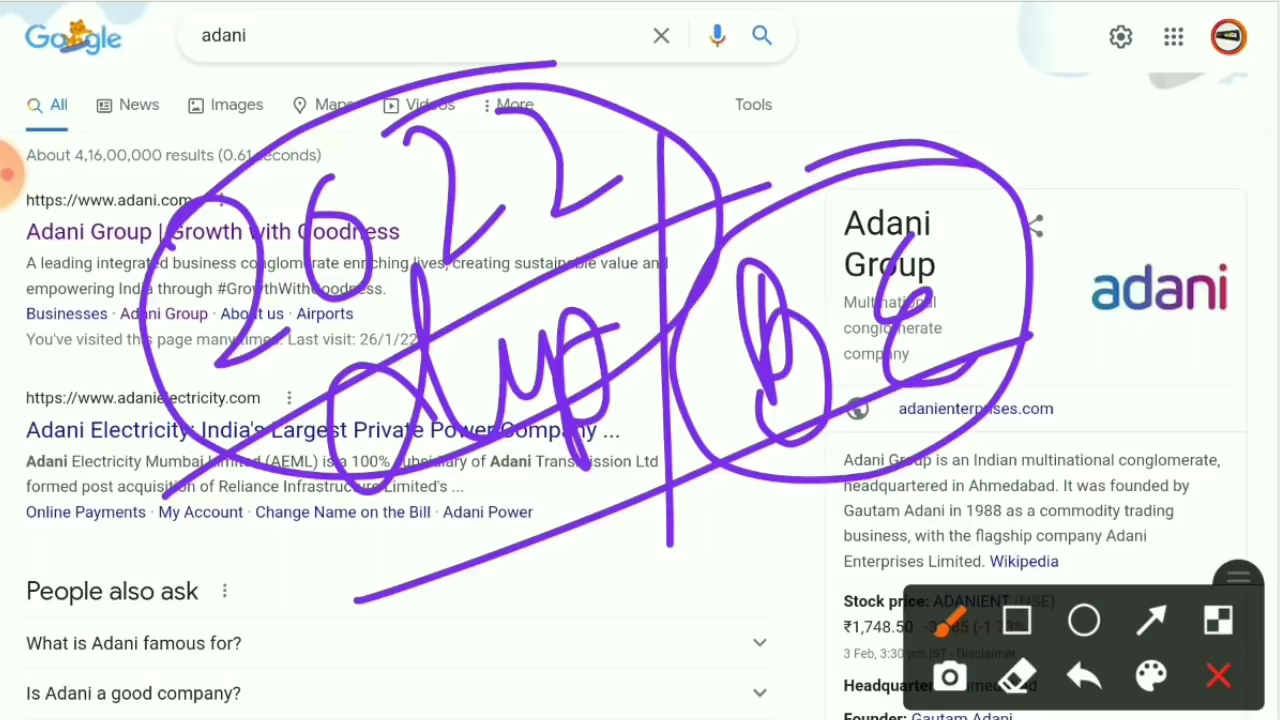 Google
adani
All News Images Maps Videos More Tools
About 4,16,00,000 results (0.61 seconds)
https://www.adani.com
Adani Group | Growth with Goodness
A leading integrated business conglomerate enriching lives, creating sustainable value and
empowering India through #GrowthWithGoodness.
Businesses · Adani Group · About us · Airports
You've visited this page many times. Last visit: 26/1/22
https://www.adanielectricity.com
Adani Electricity: India's Largest Private Power Company ...
Adani Electricity Mumbai Limited (AEML) is a 100% subsidiary of Adani Transmission Ltd
formed post acquisition of Reliance Infrastructure Limited's ...
Online Payments · My Account · Change Name on the Bill · Adani Power
People also ask
What is Adani famous for?
Is Adani a good company?
2622
Adani
Group
Multinational
conglomerate
company
adani
adanienterprises.com
Adani Group is an Indian multinational conglomerate,
headquartered in Ahmedabad. It was founded by
Gautam Adani in 1988 as a commodity trading
business, with the flagship company Adani
Enterprises Limited. Wikipedia
Stock price: ADANIENT (NSE)
₹1,748.50
3 Feb, 3:30 pm IST - Disclaimer
Founder: Gautam Adani